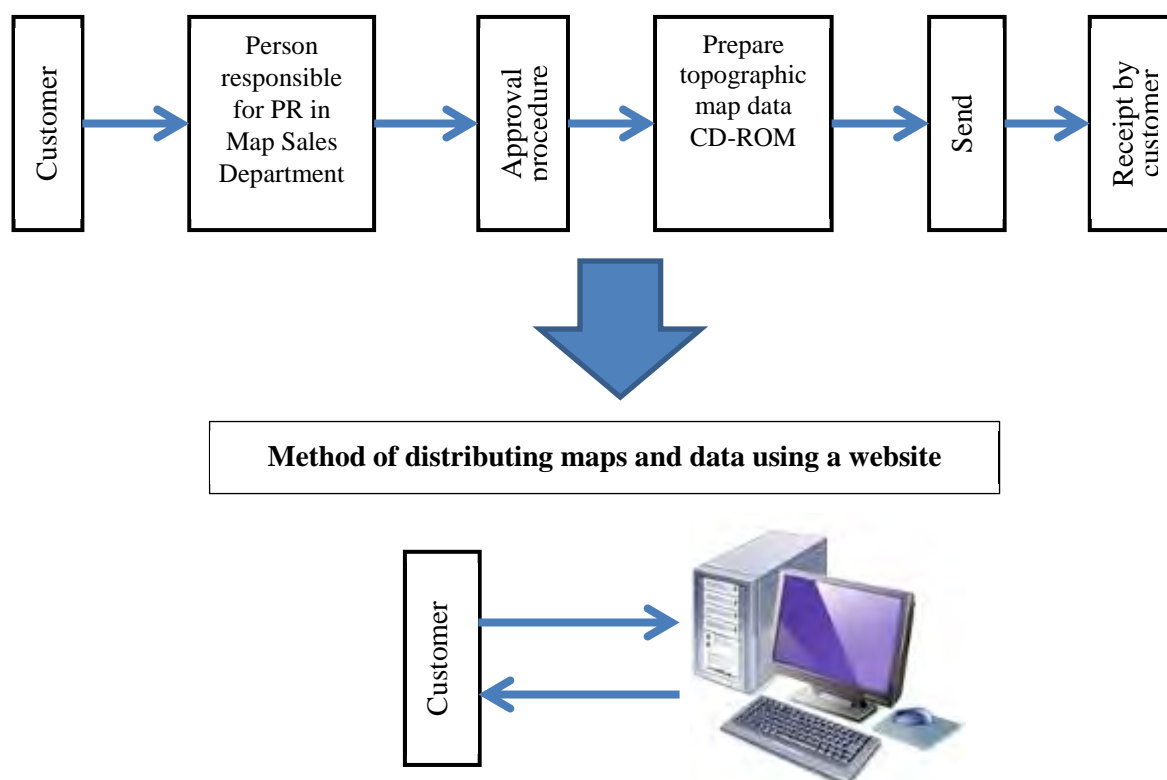 Customer
Person
responsible
for PR in
Map Sales
Department
Approval
procedure
Prepare
topographic
map data
CD-ROM
Send
Receipt by
customer
Method of distributing maps and data using a website
Customer